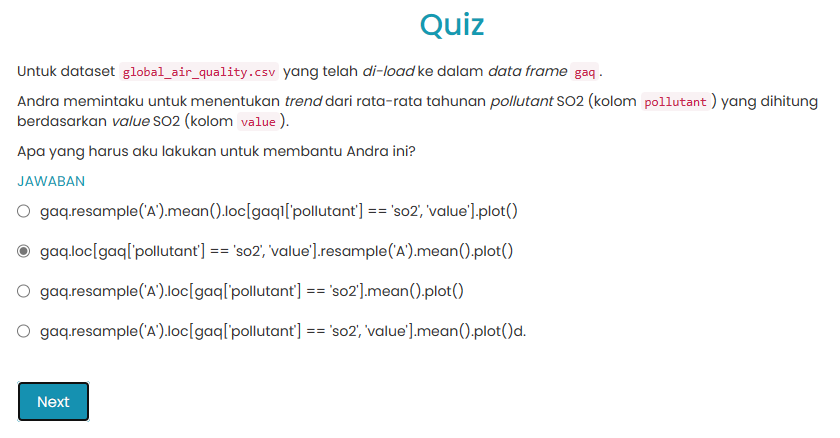 Quiz
Untuk dataset global_air_quality.csv yang telah di-load ke dalam data frame gaq .
Andra memintaku untuk menentukan trend dari rata-rata tahunan pollutant SO2 (kolom pollutant ) yang dihitung
berdasarkan value SO2 (kolom value ).
Apa yang harus aku lakukan untuk membantu Andra ini?
JAWABAN
gaq.resample('A').mean().loc[gaq1['pollutant'] == 'so2', 'value'].plot()
gaq.loc[gaq['pollutant'] == 'so2', 'value'].resample('A').mean().plot()
gaq.resample('A').loc[gaq['pollutant'] == 'so2'].mean().plot()
gaq.resample('A').loc[gaq['pollutant'] == 'so2', 'value'].mean().plot()d.
Next